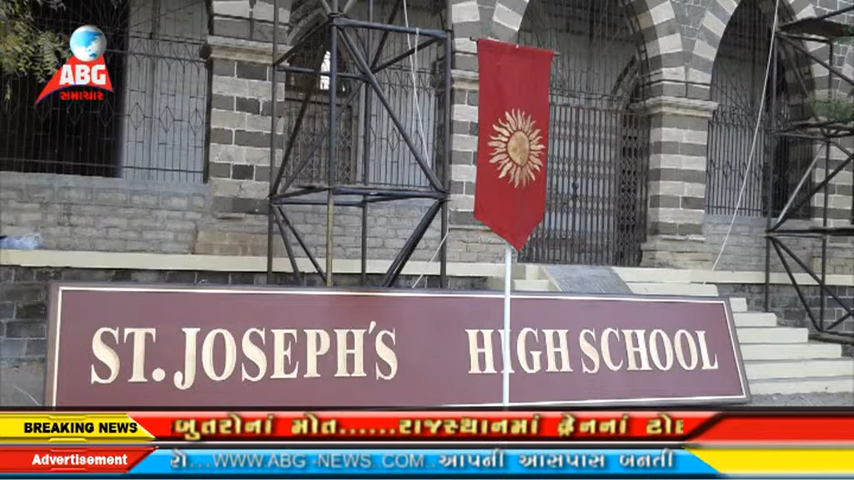 ABG
સમાચાર
ST. JOSEPH'S HIGH SCHOOL
BREAKING NEWS
બુતરોનાં મોત......રાજસ્થાનમાં
Advertisement
રો...WWW.ABG-NEWS.COM..આપની આસપાસ બનતી